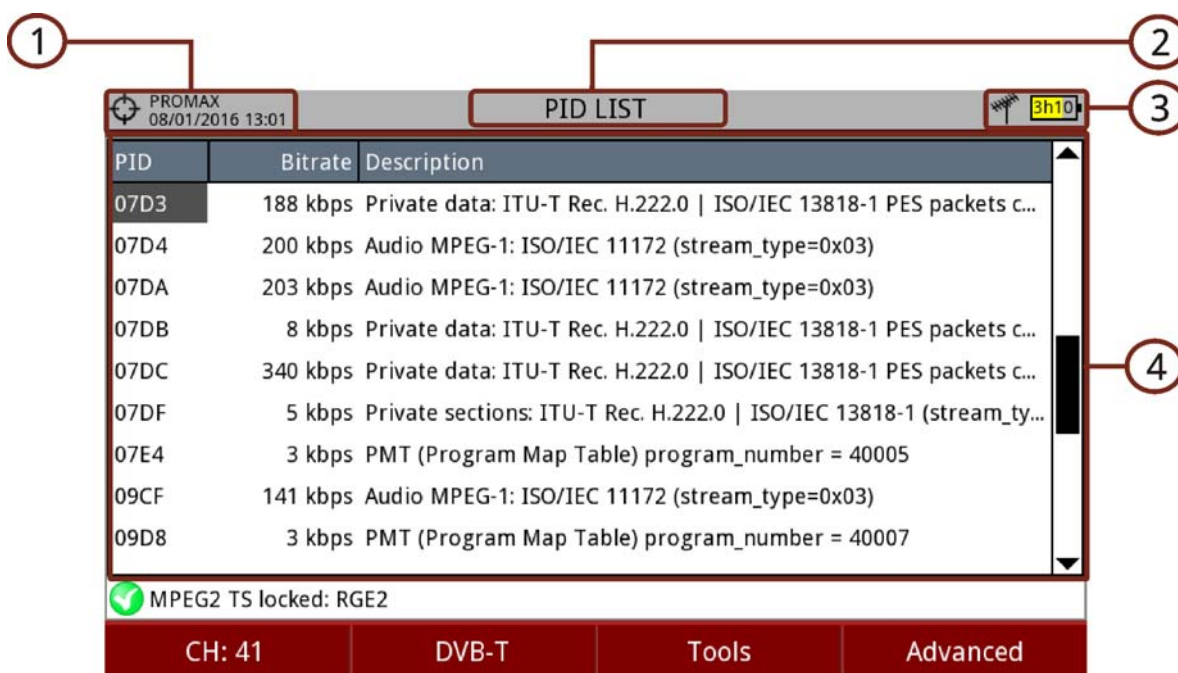 1
2
PROMAX
08/01/2016 13:01
PID LIST
3h10
3
PID Bitrate Description
07D3 188 kbps Private data: ITU-T Rec. H.222.0 | ISO/IEC 13818-1 PES packets c...
07D4 200 kbps Audio MPEG-1: ISO/IEC 11172 (stream_type=0x03)
07DA 203 kbps Audio MPEG-1: ISO/IEC 11172 (stream_type=0x03)
07DB 8 kbps Private data: ITU-T Rec. H.222.0 | ISO/IEC 13818-1 PES packets c...
07DC 340 kbps Private data: ITU-T Rec. H.222.0 | ISO/IEC 13818-1 PES packets c...
4
07DF 5 kbps Private sections: ITU-T Rec. H.222.0 | ISO/IEC 13818-1 (stream_ty...
07E4 3 kbps PMT (Program Map Table) program_number = 40005
09CF 141 kbps Audio MPEG-1: ISO/IEC 11172 (stream_type=0x03)
09D8 3 kbps PMT (Program Map Table) program_number = 40007
MPEG2 TS locked: RGE2
CH: 41 DVB-T Tools Advanced